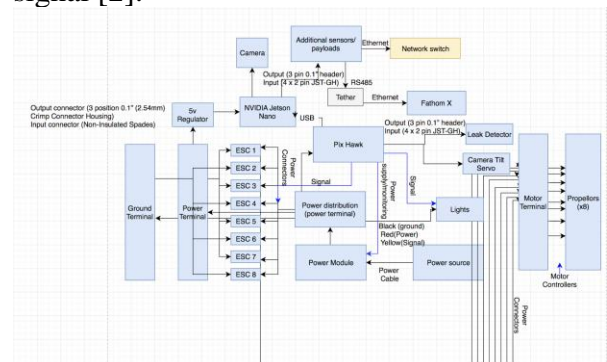 signal [2].
Additional sensors/
payloads
Ethernet
Network switch
Camera
Output (3 pin 0.1" header)
Input (4 x 2 pin JST-GH)
RS485
Tether
Ethernet
Fathom X
Output connector (3 position 0.1" (2.54mm)
Crimp Connector Housing)
Input connector (Non-Insulated Spades)
5v
Regulator
NVIDIA Jetson
Nano
USB
Output (3 pin 0.1" header)
Input (4 x 2 pin JST-GH)
Pix Hawk
Leak Detector
Camera Tilt
Servo
ESC 1
ESC 2
ESC 3
ESC 4
ESC 5
ESC 6
ESC 7
ESC 8
Power
Connectors
Signal
Power
supply/monitoring
Signal
Ground
Terminal
Power
Terminal
Power distribution
(power terminal)
Lights
Black (ground)
Red(Power)
Yellow(Signal)
Motor
Terminal
Propellors
(x8)
Power Module
Power
Cable
Power source
Motor
Controllers
Power
Connectors